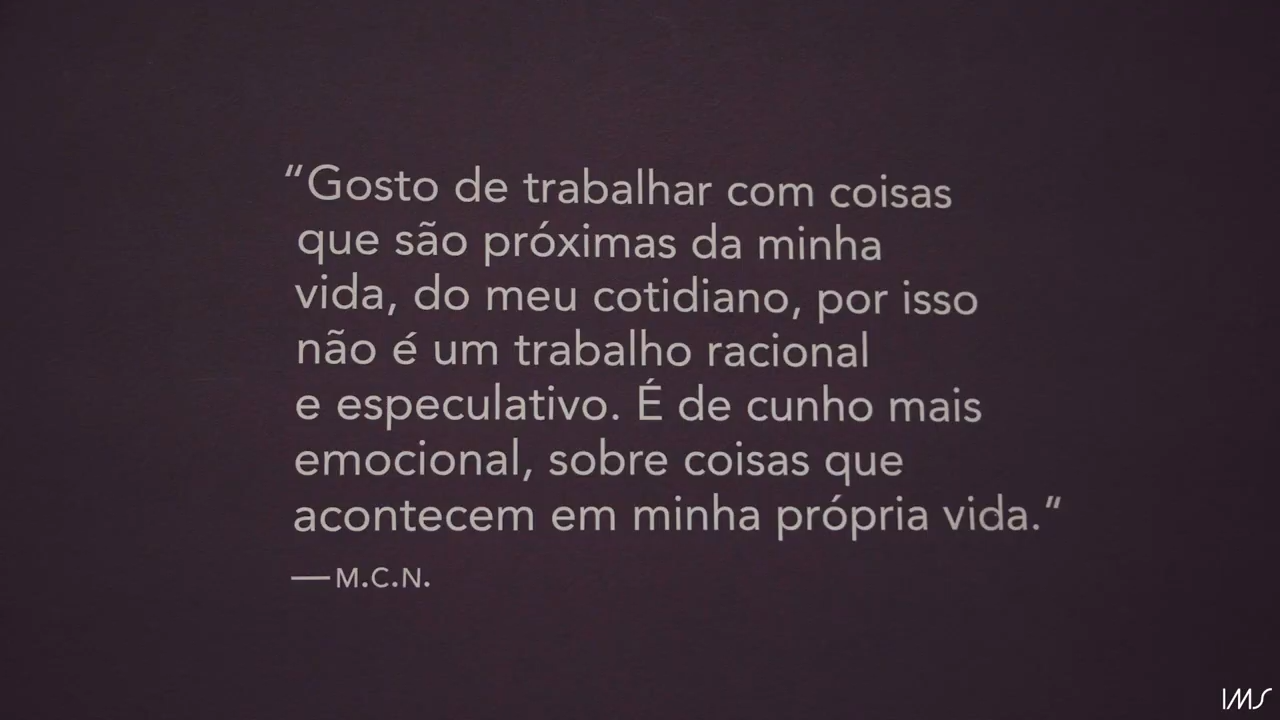 “Gosto de trabalhar com coisas
que são próximas da minha
vida, do meu cotidiano, por isso
não é um trabalho racional
e especulativo. É de cunho mais
emocional, sobre coisas que
acontecem em minha própria vida.“
—M.C.N.
IMS